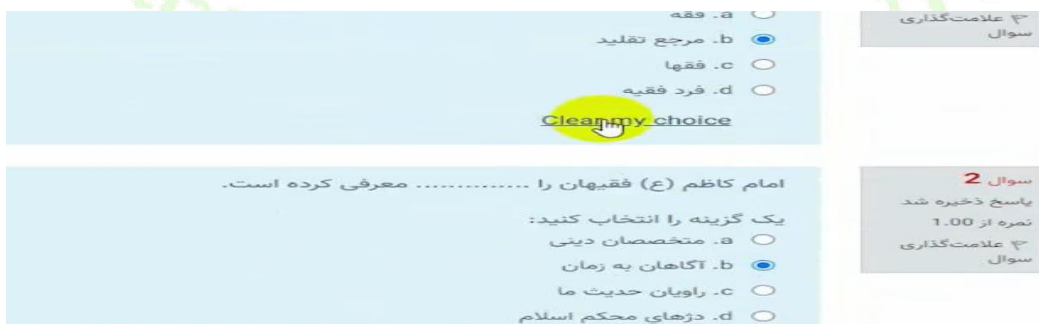 a. فقه
b. مرجع تقلید
c. فقها
d. فرد فقیه
Clear my choice
علامت‌گذاری
سوال
سوال 2
پاسخ ذخیره شد
نمره از 1.00
علامت‌گذاری
سوال
امام کاظم (ع) فقیهان را .............. معرفی کرده است.
یک گزینه را انتخاب کنید:
a. متخصصان دینی
b. آگاهان به زمان
c. راویان حدیث ما
d. دژهای محکم اسلام